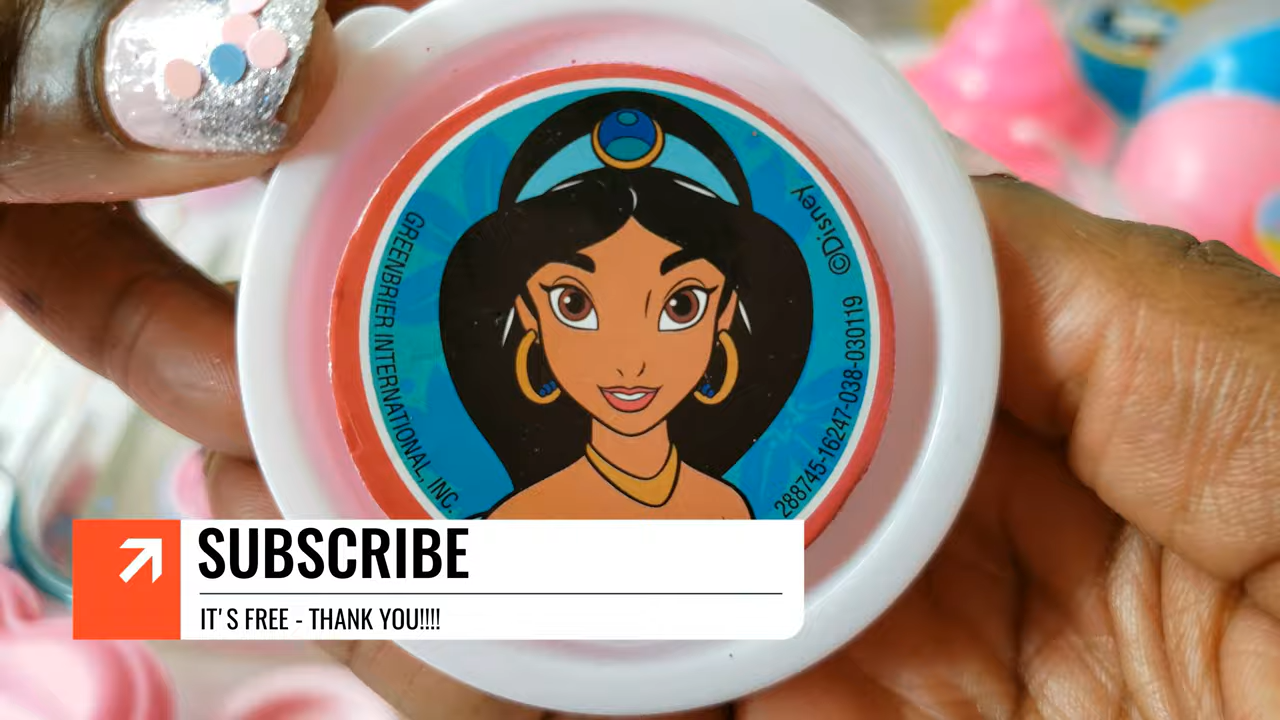 GREENBRIER INTERNATIONAL, INC.
©Disney
288745-16247-038-030119
SUBSCRIBE
IT'S FREE - THANK YOU!!!!